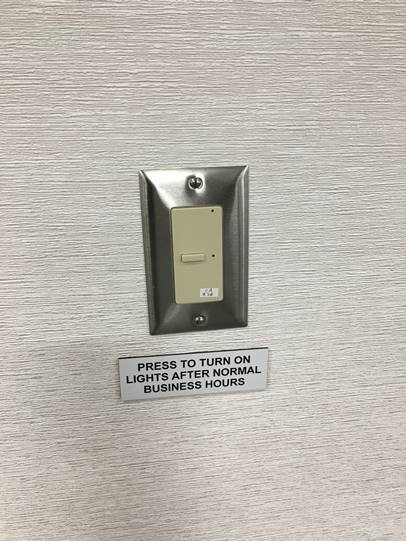 PRESS TO TURN ON
LIGHTS AFTER NORMAL
BUSINESS HOURS